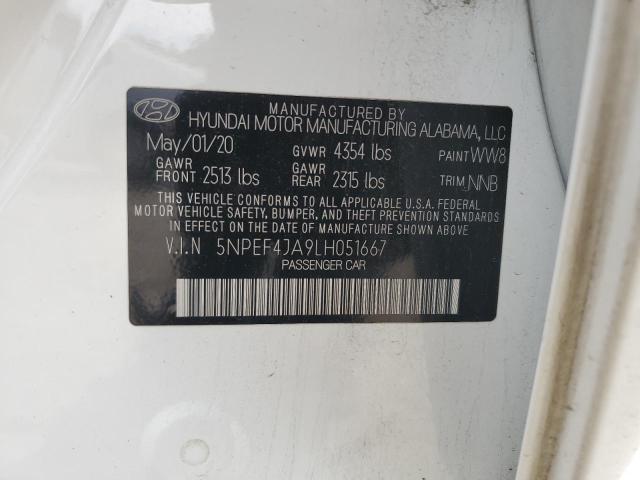 MANUFACTURED BY
HYUNDAI MOTOR MANUFACTURING ALABAMA, LLC
May/01/20 GVWR 4354 lbs PAINT WW8
GAWR FRONT 2513 lbs GAWR REAR 2315 lbs TRIM NNB
THIS VEHICLE CONFORMS TO ALL APPLICABLE U.S.A. FEDERAL
MOTOR VEHICLE SAFETY, BUMPER, AND THEFT PREVENTION STANDARDS
IN EFFECT ON THE DATE OF MANUFACTURE SHOWN ABOVE.
V.I.N 5NPEF4JA9LH051667
PASSENGER CAR